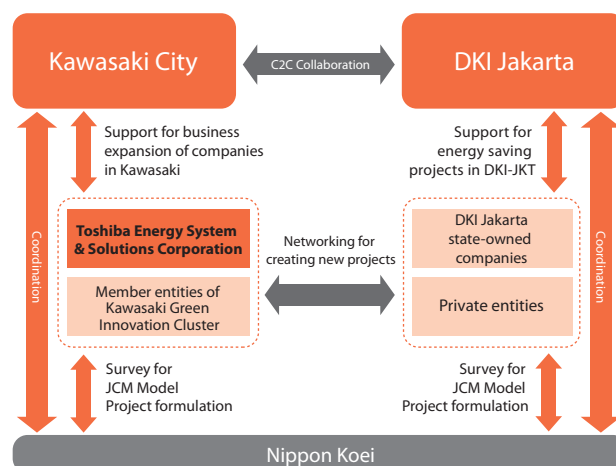 Kawasaki City
C2C Collaboration
DKI Jakarta
Support for business
expansion of companies
in Kawasaki
Support for
energy saving
projects in DKI-JKT
Coordination
Toshiba Energy System
& Solutions Corporation
Member entities of
Kawasaki Green
Innovation Cluster
Networking for
creating new projects
DKI Jakarta
state-owned
companies
Private entities
Coordination
Survey for
JCM Model
Project formulation
Survey for
JCM Model
Project formulation
Nippon Koei